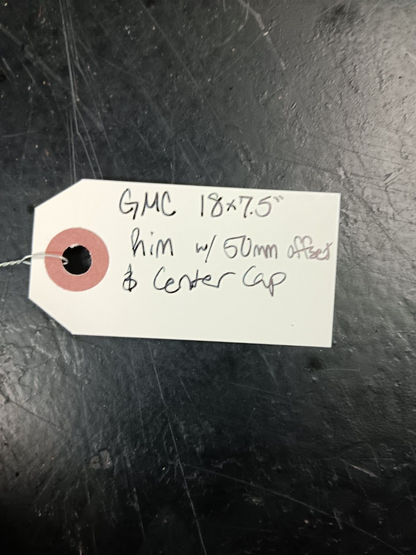 GMC 18x7.5"
Rim w/ 50mm offset
& Center Cap